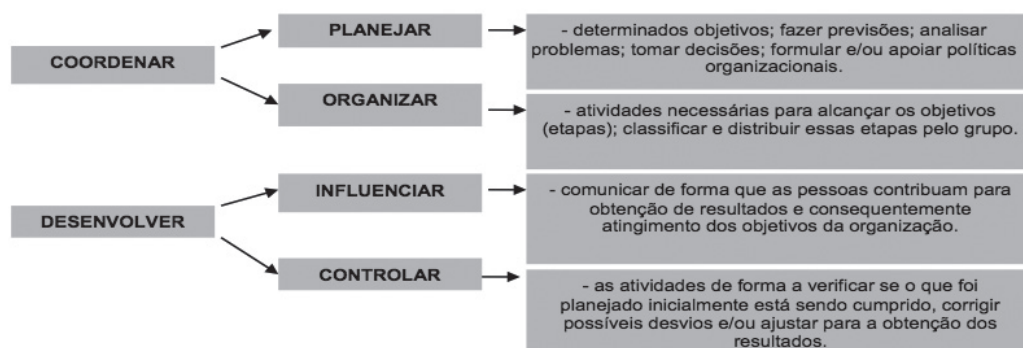 COORDENAR
PLANEJAR
- determinados objetivos; fazer previsões; analisar
problemas; tomar decisões; formular e/ou apoiar políticas
organizacionais.
ORGANIZAR
- atividades necessárias para alcançar os objetivos
(etapas); classificar e distribuir essas etapas pelo grupo.
DESENVOLVER
INFLUENCIAR
- comunicar de forma que as pessoas contribuam para
obtenção de resultados e consequentemente
atingimento dos objetivos da organização.
CONTROLAR
- as atividades de forma a verificar se o que foi
planejado inicialmente está sendo cumprido, corrigir
possíveis desvios e/ou ajustar para a obtenção dos
resultados.